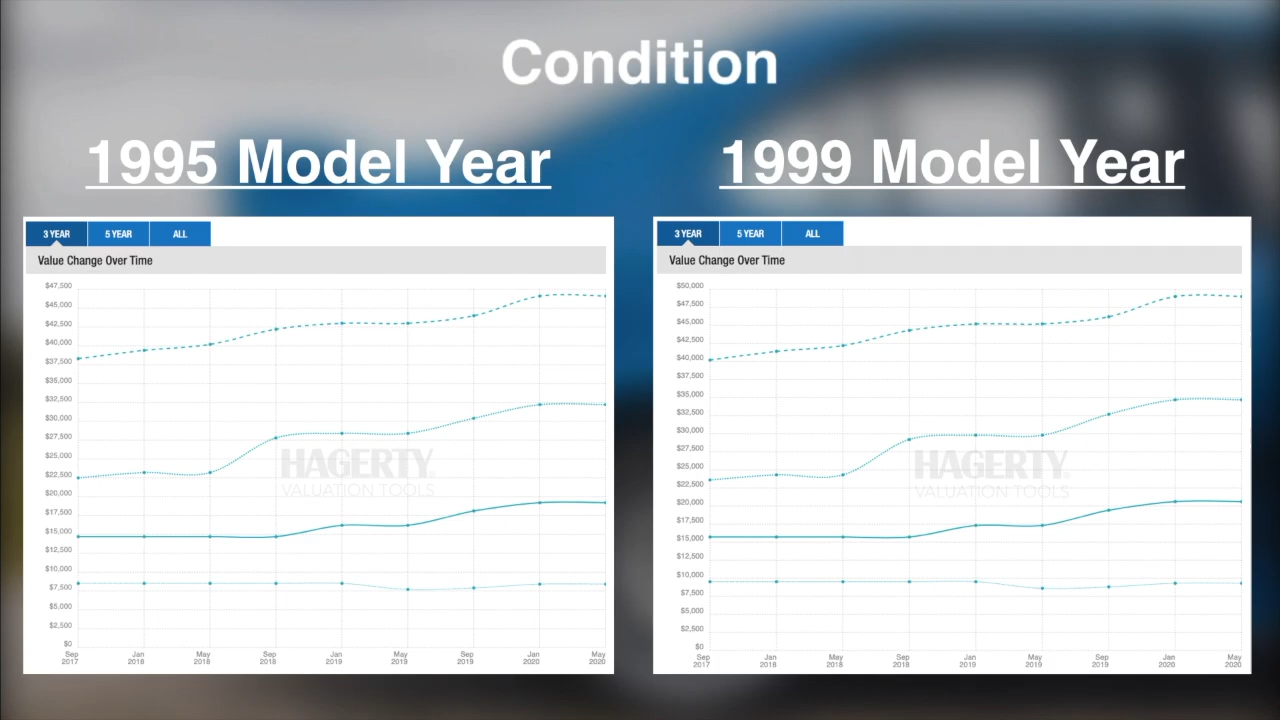 Condition
1995 Model Year
1999 Model Year
3 YEAR
5 YEAR
ALL
Value Change Over Time
$47,500
$45,000
$42,500
$40,000
$37,500
$35,000
$32,500
$30,000
$27,500
$25,000
$22,500
$20,000
$17,500
$15,000
$12,500
$10,000
$7,500
$5,000
$2,500
$0
HAGERTY
VALUATION TOOLS
Sep 2017
Jan 2018
May 2018
Sep 2018
Jan 2019
May 2019
Sep 2019
Jan 2020
May 2020
3 YEAR
5 YEAR
ALL
Value Change Over Time
$50,000
$47,500
$45,000
$42,500
$40,000
$37,500
$35,000
$32,500
$30,000
$27,500
$25,000
$22,500
$20,000
$17,500
$15,000
$12,500
$10,000
$7,500
$5,000
$2,500
$0
HAGERTY
VALUATION TOOLS
Sep 2017
Jan 2018
May 2018
Sep 2018
Jan 2019
May 2019
Sep 2019
Jan 2020
May 2020